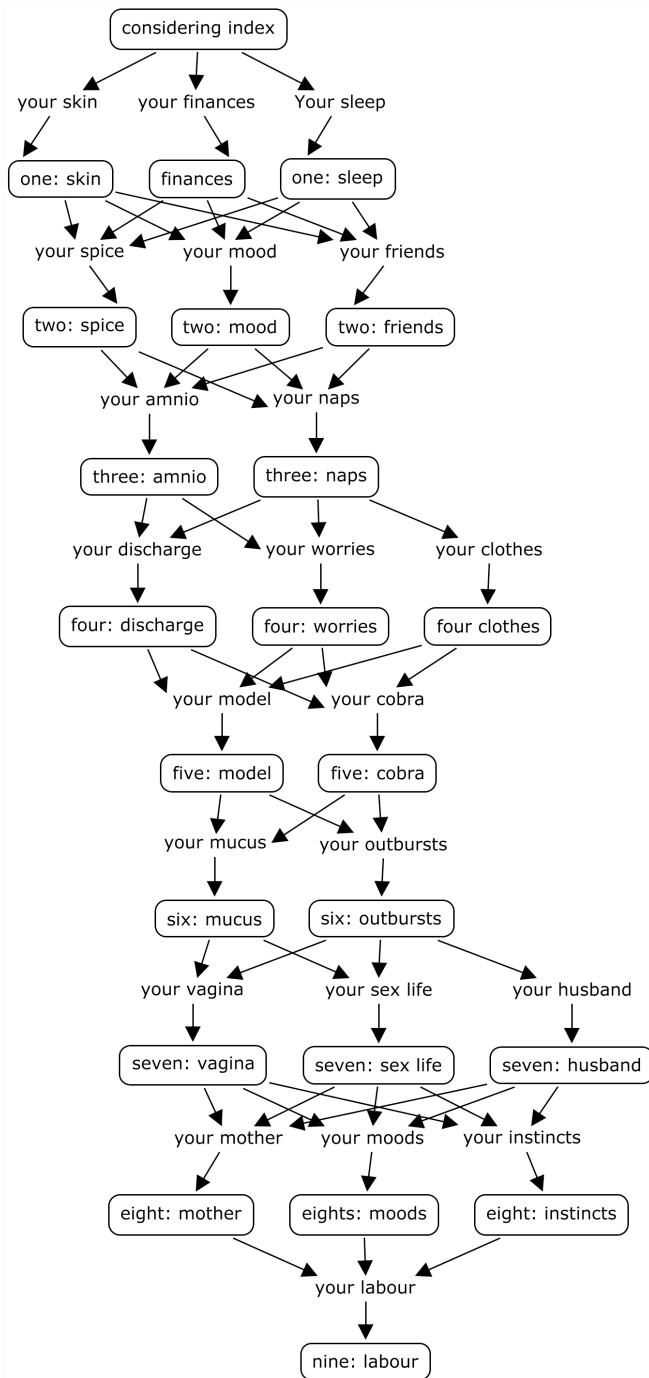 considering index
your skin
your finances
Your sleep
one: skin
finances
one: sleep
your spice
your mood
your friends
two: spice
two: mood
two: friends
your amnio
your naps
three: amnio
three: naps
your discharge
your worries
your clothes
four: discharge
four: worries
four clothes
your model
your cobra
five: model
five: cobra
your mucus
your outbursts
six: mucus
six: outbursts
your vagina
your sex life
your husband
seven: vagina
seven: sex life
seven: husband
your mother
your moods
your instincts
eight: mother
eights: moods
eight: instincts
your labour
nine: labour